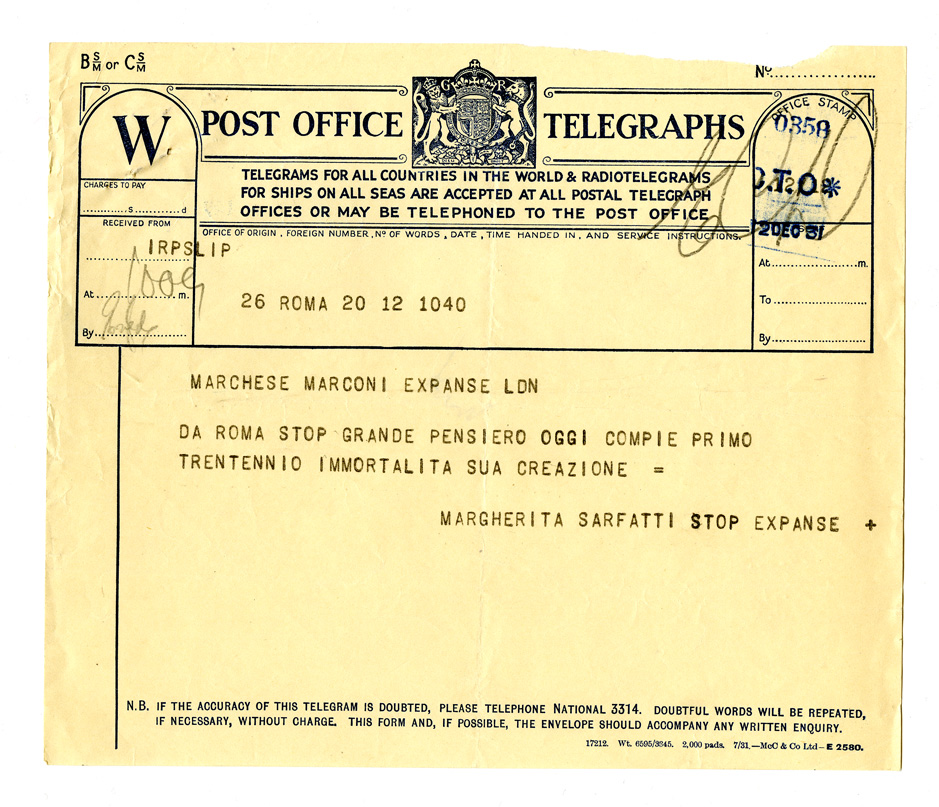 BS/M or CS/M
No
W
POST OFFICE TELEGRAPHS
OFFICE STAMP
0358
C.T.O*
12 DEC 31
TELEGRAMS FOR ALL COUNTRIES IN THE WORLD & RADIOTELEGRAMS
FOR SHIPS ON ALL SEAS ARE ACCEPTED AT ALL POSTAL TELEGRAPH
OFFICES OR MAY BE TELEPHONED TO THE POST OFFICE
CHARGES TO PAY
s d
RECEIVED FROM
OFFICE OF ORIGIN, FOREIGN NUMBER, No OF WORDS, DATE, TIME HANDED IN, AND SERVICE INSTRUCTIONS.
IRPSLIP
At m.
By
26 ROMA 20 12 1040
At m.
To
By
MARCHESE MARCONI EXPANSE LDN
DA ROMA STOP GRANDE PENSIERO OGGI COMPIE PRIMO
TRENTENNIO IMMORTALITA SUA CREAZIONE =
MARGHERITA SARFATTI STOP EXPANSE +
N.B. IF THE ACCURACY OF THIS TELEGRAM IS DOUBTED, PLEASE TELEPHONE NATIONAL 3314. DOUBTFUL WORDS WILL BE REPEATED,
IF NECESSARY, WITHOUT CHARGE. THIS FORM AND, IF POSSIBLE, THE ENVELOPE SHOULD ACCOMPANY ANY WRITTEN ENQUIRY.
17212. Wt. 6595/3345. 2,000 pads. 7/31.—McC & Co Ltd—E 2580.